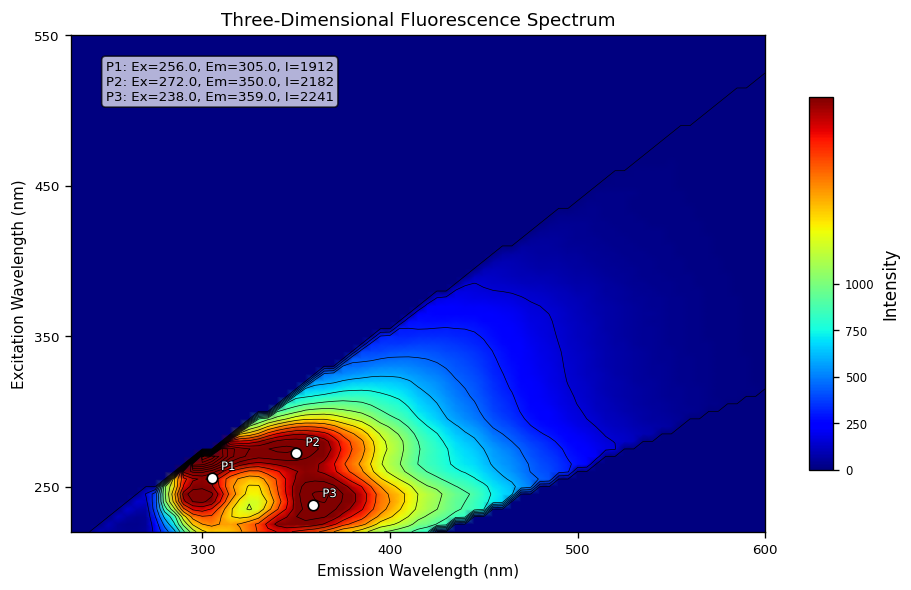 Three-Dimensional Fluorescence Spectrum
550
P1: Ex=256.0, Em=305.0, I=1912
P2: Ex=272.0, Em=350.0, I=2182
P3: Ex=238.0, Em=359.0, I=2241
450
350
250
Excitation Wavelength (nm)
P1
P2
P3
300
400
500
600
Emission Wavelength (nm)
1000
750
500
250
0
Intensity